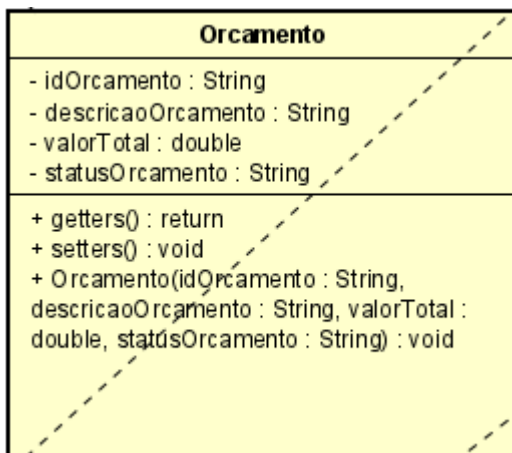 Orcamento
- idOrcamento : String
- descricaoOrcamento : String
- valorTotal : double
- statusOrcamento : String
+ getters() : return
+ setters() : void
+ Orcamento(idOrcamento : String,
descricaoOrcamento : String, valorTotal :
double, statusOrcamento : String) : void